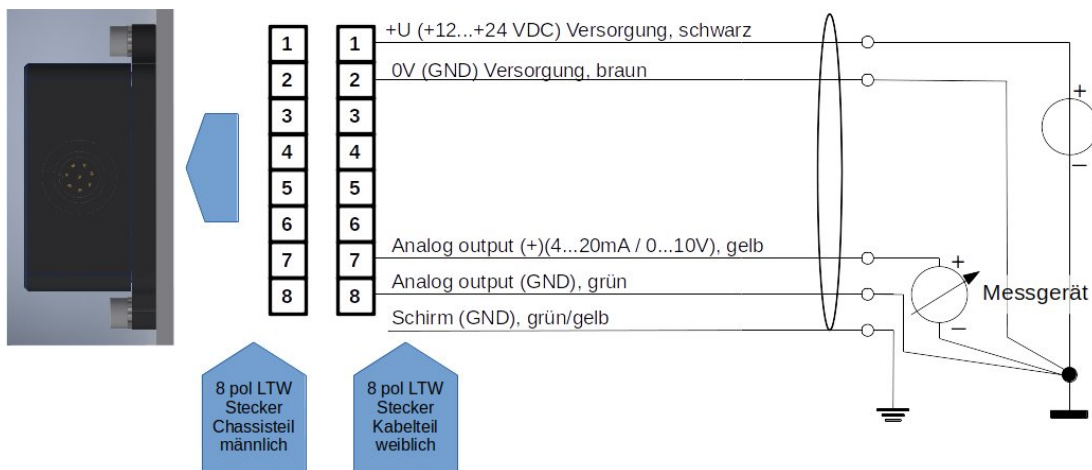 1
2
3
4
5
6
7
8
1
2
3
4
5
6
7
8
+U (+12...+24 VDC) Versorgung, schwarz
0V (GND) Versorgung, braun
Analog output (+)(4...20mA / 0...10V), gelb
Analog output (GND), grün
Schirm (GND), grün/gelb
+
–
+
–
Messgerät
8 pol LTW
Stecker
Chassisteil
männlich
8 pol LTW
Stecker
Kabelteil
weiblich